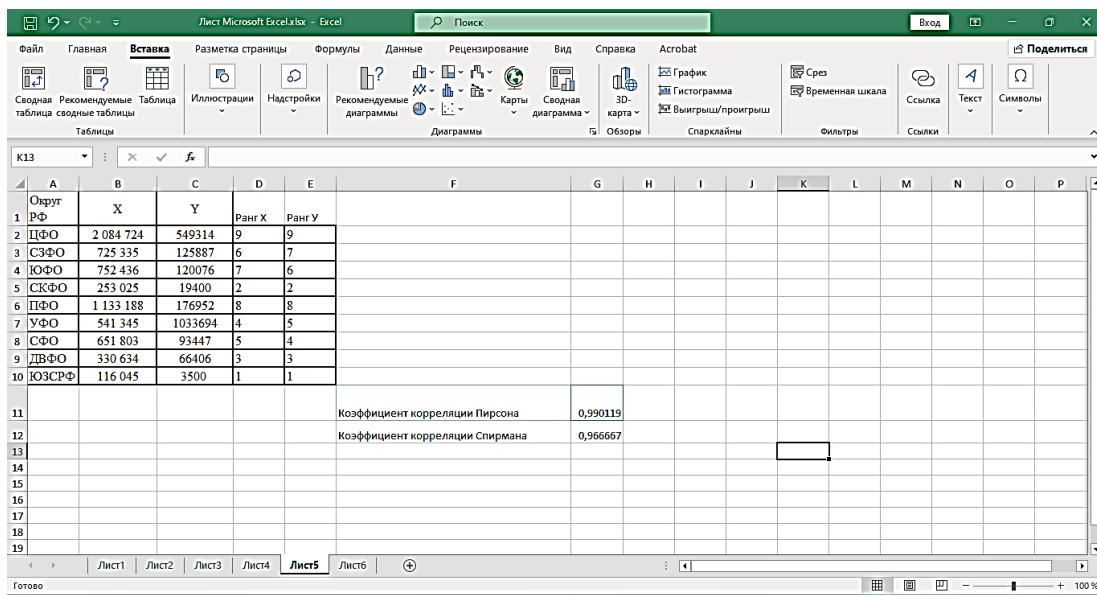 Лист Microsoft Excel.xlsx - Excel
Поиск
Вход
Файл Главная Вставка Разметка страницы Формулы Данные Рецензирование Вид Справка Acrobat
Поделиться
Сводная таблица
Рекомендуемые сводные таблицы
Таблица
Таблицы
Иллюстрации
Надстройки
Рекомендуемые диаграммы
Карты
Сводная диаграмма
Диаграммы
3D-карта
Обзоры
График
Гистограмма
Выигрыш/проигрыш
Спарклайны
Срез
Временная шкала
Фильтры
Ссылка
Ссылки
Текст
Символы
K13 fx
A B C D E F G H I J K L M N O P
1 Округ РФ X Y Ранг X Ранг У
2 ЦФО 2 084 724 549314 9 9
3 СЗФО 725 335 125887 6 7
4 ЮФО 752 436 120076 7 6
5 СКФО 253 025 19400 2 2
6 ПФО 1 133 188 176952 8 8
7 УФО 541 345 1033694 4 5
8 СФО 651 803 93447 5 4
9 ДВФО 330 634 66406 3 3
10 ЮЗСРФ 116 045 3500 1 1
11 Коэффициент корреляции Пирсона 0,990119
12 Коэффициент корреляции Спирмана 0,966667
13
14
15
16
17
18
19
Лист1 Лист2 Лист3 Лист4 Лист5 Лист6
Готово
100 %